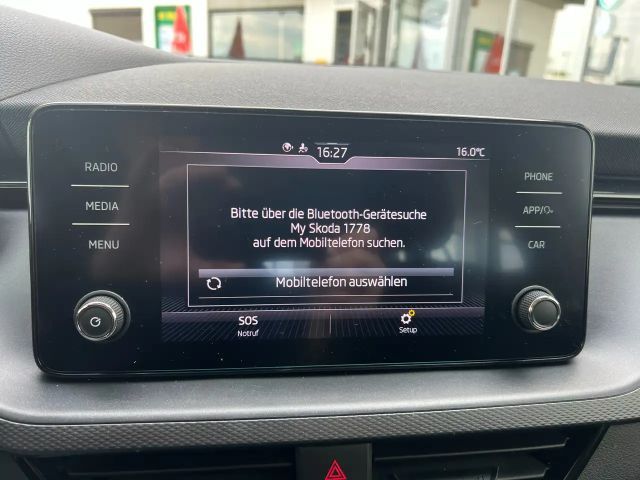 16:27
16.0°C
RADIO
MEDIA
MENU
Bitte über die Bluetooth-Gerätesuche
My Skoda 1778
auf dem Mobiltelefon suchen.
Mobiltelefon auswählen
SOS
Notruf
Setup
PHONE
APP/
CAR